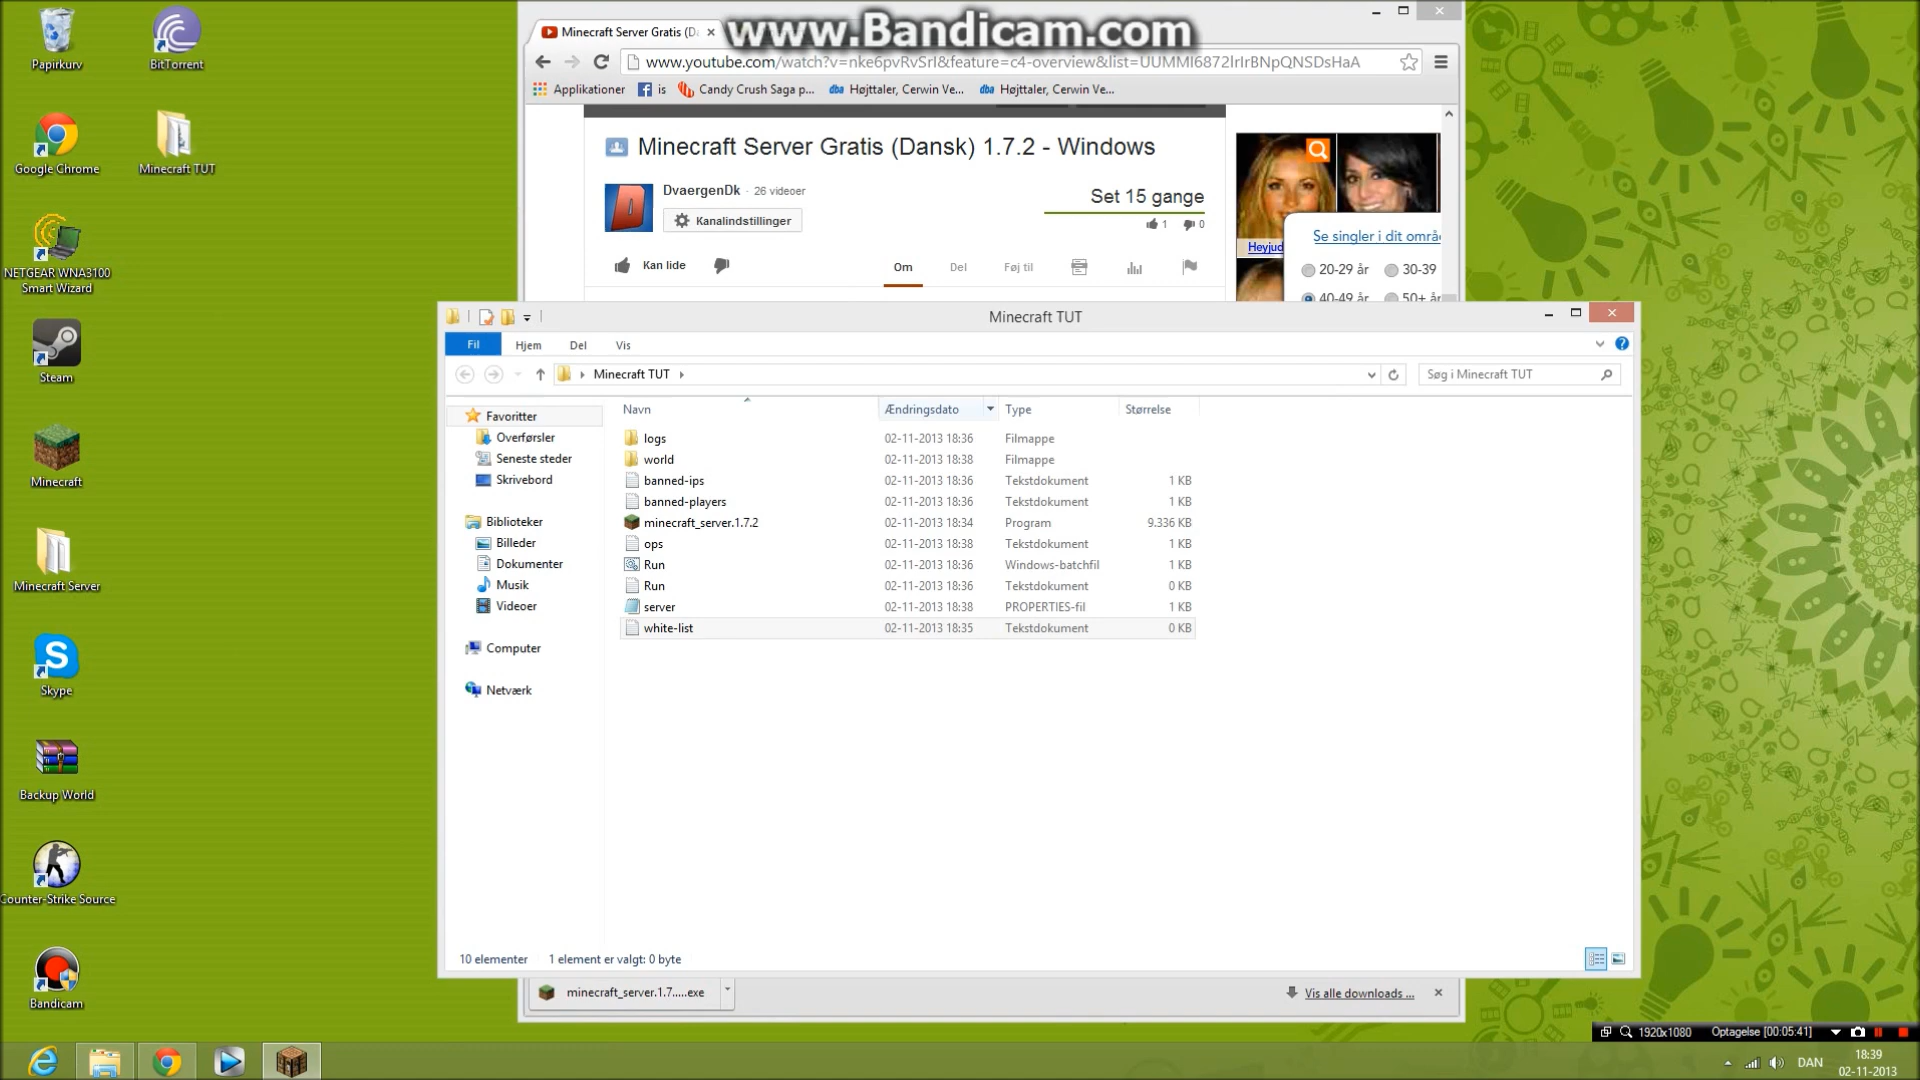 www.Bandicam.com
Papirkurv
BitTorrent
Google Chrome
Minecraft TUT
NETGEAR WNA3100
Smart Wizard
Steam
Minecraft
Minecraft Server
Skype
Backup World
Counter-Strike Source
Bandicam
Minecraft Server Gratis (D
www.youtube.com/watch?v=nke6pvRvSrI&feature=c4-overview&list=UUMMI6872lrIrBNpQNSDsHaA
Applikationer
is
Candy Crush Saga p...
dba Højttaler, Cerwin Ve...
dba Højttaler, Cerwin Ve...
Minecraft Server Gratis (Dansk) 1.7.2 - Windows
DvaergenDk · 26 videoer
Kanalindstillinger
Set 15 gange
1
0
Kan lide
Om
Del
Føj til
Heyjud
Se singler i dit områ
20-29 år
30-39
40-49 år
50+ år
Minecraft TUT
Fil
Hjem
Del
Vis
Minecraft TUT
Søg i Minecraft TUT
Favoritter
Overførsler
Seneste steder
Skrivebord
Biblioteker
Billeder
Dokumenter
Musik
Videoer
Computer
Netværk
Navn Ændringsdato Type Størrelse
logs 02-11-2013 18:36 Filmappe
world 02-11-2013 18:38 Filmappe
banned-ips 02-11-2013 18:36 Tekstdokument 1 KB
banned-players 02-11-2013 18:36 Tekstdokument 1 KB
minecraft_server.1.7.2 02-11-2013 18:34 Program 9.336 KB
ops 02-11-2013 18:38 Tekstdokument 1 KB
Run 02-11-2013 18:36 Windows-batchfil 1 KB
Run 02-11-2013 18:36 Tekstdokument 0 KB
server 02-11-2013 18:38 PROPERTIES-fil 1 KB
white-list 02-11-2013 18:35 Tekstdokument 0 KB
10 elementer 1 element er valgt: 0 byte
minecraft_server.1.7.....exe
Vis alle downloads ...
1920x1080 Optagelse [00:05:41]
DAN
18:39
02-11-2013